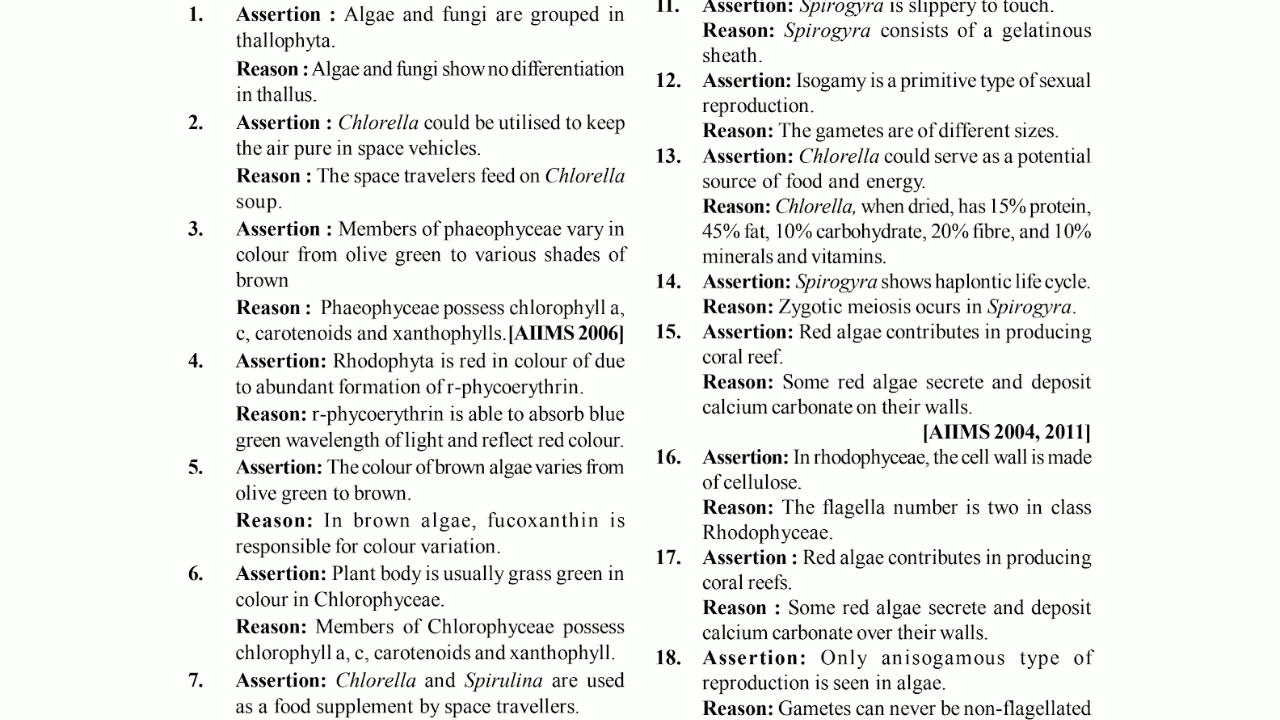 1. Assertion : Algae and fungi are grouped in
thallophyta.
Reason : Algae and fungi show no differentiation
in thallus.
2. Assertion : Chlorella could be utilised to keep
the air pure in space vehicles.
Reason : The space travelers feed on Chlorella
soup.
3. Assertion : Members of phaeophyceae vary in
colour from olive green to various shades of
brown
Reason : Phaeophyceae possess chlorophyll a,
c, carotenoids and xanthophylls. [AIIMS 2006]
4. Assertion: Rhodophyta is red in colour of due
to abundant formation of r-phycoerythrin.
Reason: r-phycoerythrin is able to absorb blue
green wavelength of light and reflect red colour.
5. Assertion: The colour of brown algae varies from
olive green to brown.
Reason: In brown algae, fucoxanthin is
responsible for colour variation.
6. Assertion: Plant body is usually grass green in
colour in Chlorophyceae.
Reason: Members of Chlorophyceae possess
chlorophyll a, c, carotenoids and xanthophyll.
7. Assertion: Chlorella and Spirulina are used
as a food supplement by space travellers.
11. Assertion: Spirogyra is slippery to touch.
Reason: Spirogyra consists of a gelatinous
sheath.
12. Assertion: Isogamy is a primitive type of sexual
reproduction.
Reason: The gametes are of different sizes.
13. Assertion: Chlorella could serve as a potential
source of food and energy.
Reason: Chlorella, when dried, has 15% protein,
45% fat, 10% carbohydrate, 20% fibre, and 10%
minerals and vitamins.
14. Assertion: Spirogyra shows haplontic life cycle.
Reason: Zygotic meiosis ocurs in Spirogyra.
15. Assertion: Red algae contributes in producing
coral reef.
Reason: Some red algae secrete and deposit
calcium carbonate on their walls.
[AIIMS 2004, 2011]
16. Assertion: In rhodophyceae, the cell wall is made
of cellulose.
Reason: The flagella number is two in class
Rhodophyceae.
17. Assertion : Red algae contributes in producing
coral reefs.
Reason : Some red algae secrete and deposit
calcium carbonate over their walls.
18. Assertion: Only anisogamous type of
reproduction is seen in algae.
Reason: Gametes can never be non-flagellated